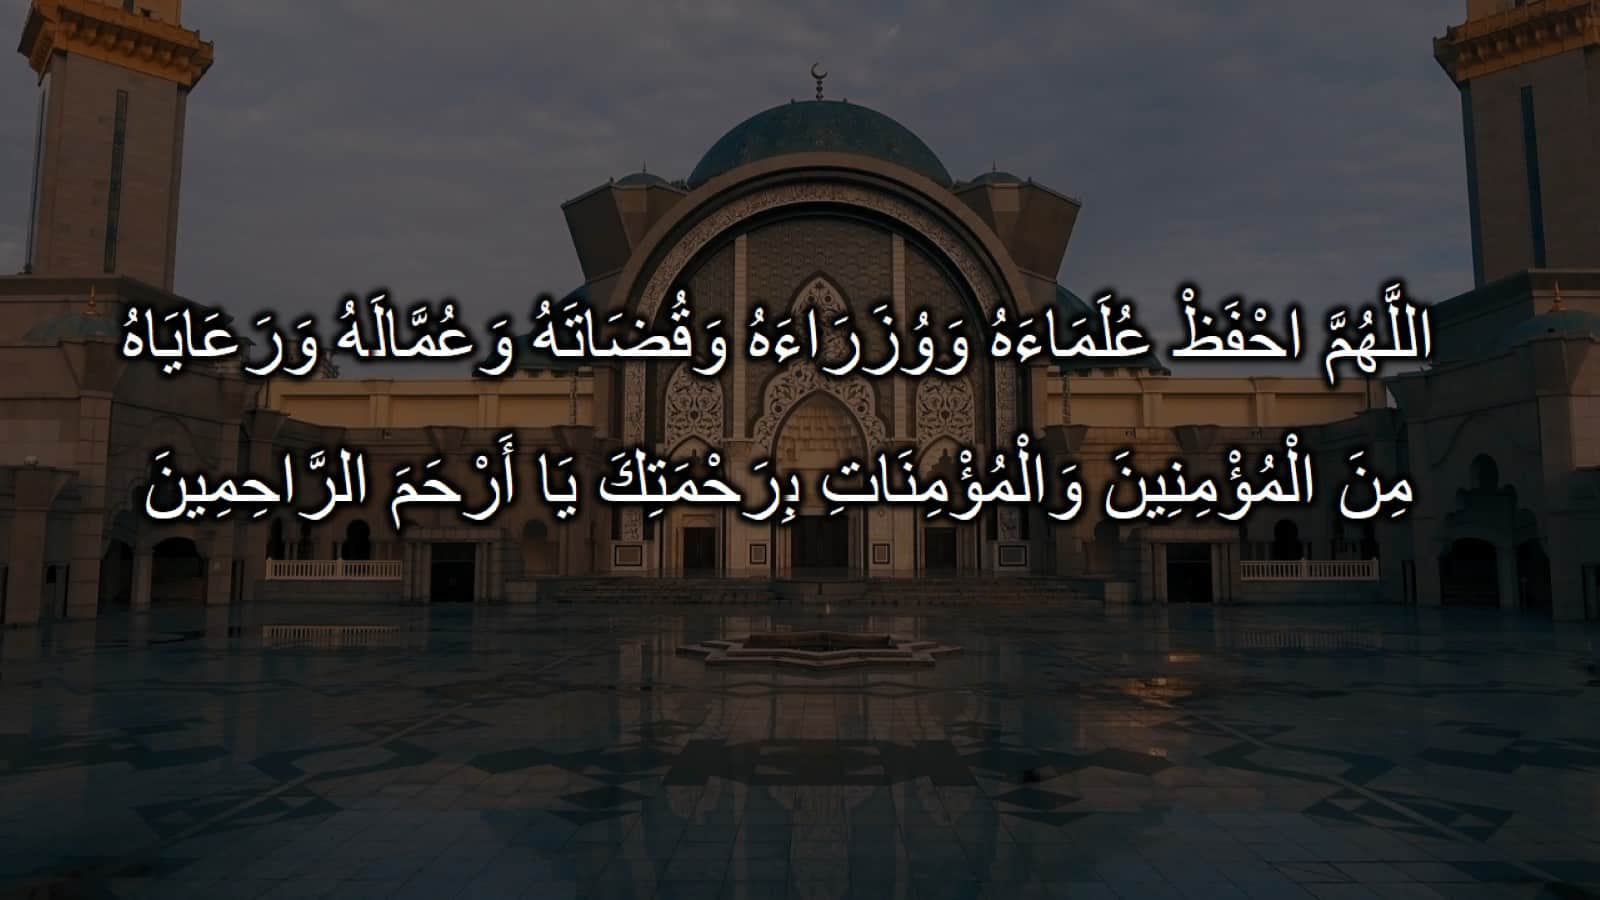 اللَّهُمَّ احْفَظْ عُلَمَاءَهُ وَوُزَرَاءَهُ وَقُضَاتَهُ وَعُمَّالَهُ وَرَعَايَاهُ
مِنَ الْمُؤْمِنِينَ وَالْمُؤْمِنَاتِ بِرَحْمَتِكَ يَا أَرْحَمَ الرَّاحِمِينَ